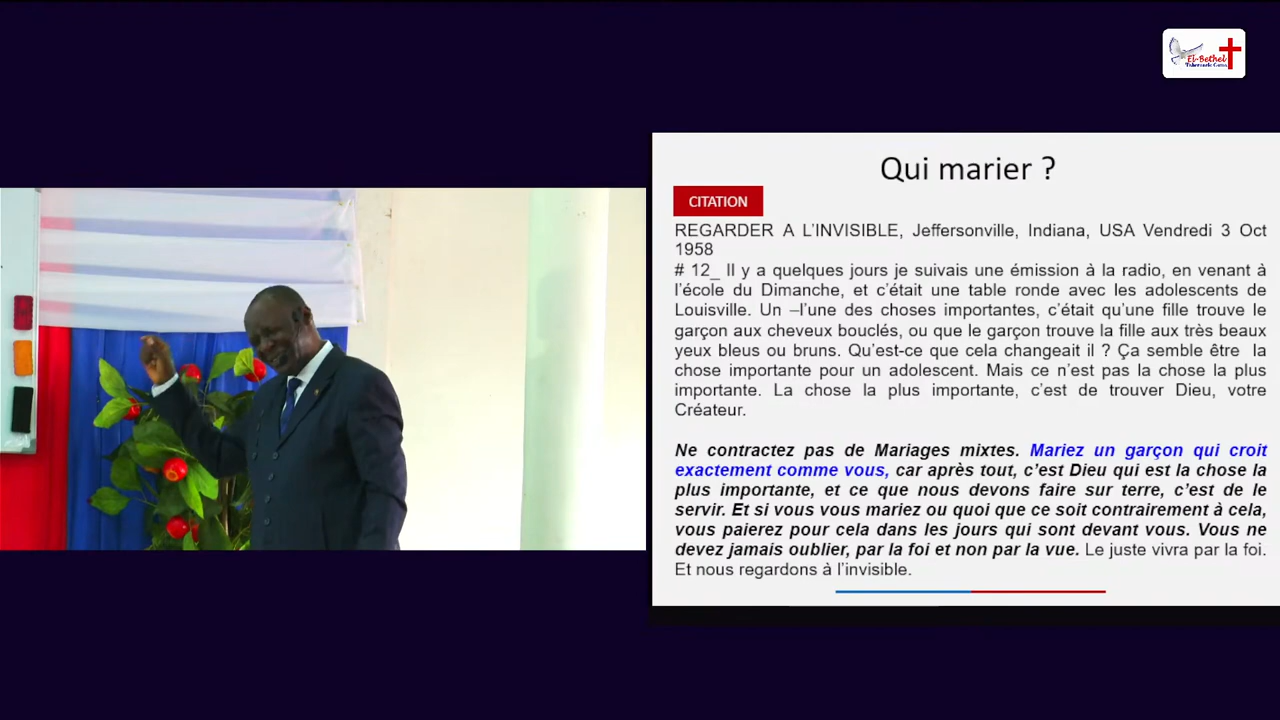 El-Bethel
Tabernacle
Qui marier ?
CITATION
REGARDER A L’INVISIBLE, Jeffersonville, Indiana, USA Vendredi 3 Oct
1958
# 12_ Il y a quelques jours je suivais une émission à la radio, en venant à
l’école du Dimanche, et c’était une table ronde avec les adolescents de
Louisville. Un –l’une des choses importantes, c’était qu’une fille trouve le
garçon aux cheveux bouclés, ou que le garçon trouve la fille aux très beaux
yeux bleus ou bruns. Qu’est-ce que cela changeait il ? Ça semble être la
chose importante pour un adolescent. Mais ce n’est pas la chose la plus
importante. La chose la plus importante, c’est de trouver Dieu, votre
Créateur.
Ne contractez pas de Mariages mixtes. Mariez un garçon qui croit
exactement comme vous, car après tout, c’est Dieu qui est la chose la
plus importante, et ce que nous devons faire sur terre, c’est de le
servir. Et si vous vous mariez ou quoi que ce soit contrairement à cela,
vous paierez pour cela dans les jours qui sont devant vous. Vous ne
devez jamais oublier, par la foi et non par la vue. Le juste vivra par la foi.
Et nous regardons à l’invisible.